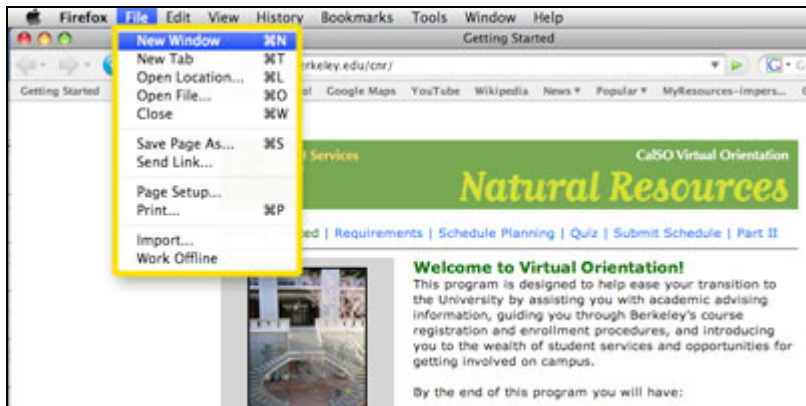 Firefox File Edit View History Bookmarks Tools Window Help
Getting Started
New Window ⌘N
New Tab ⌘T
Open Location... ⌘L
Open File... ⌘O
Close ⌘W
Save Page As... ⌘S
Send Link...
Page Setup...
Print... ⌘P
Import...
Work Offline
rkeley.edu/cnr/
Getting Started Google Maps YouTube Wikipedia News Popular MyResources-impers...
Services
CalSO Virtual Orientation
Natural Resources
| Requirements | Schedule Planning | Quiz | Submit Schedule | Part II
Welcome to Virtual Orientation!
This program is designed to help ease your transition to
the University by assisting you with academic advising
information, guiding you through Berkeley's course
registration and enrollment procedures, and introducing
you to the wealth of student services and opportunities for
getting involved on campus.
By the end of this program you will have: